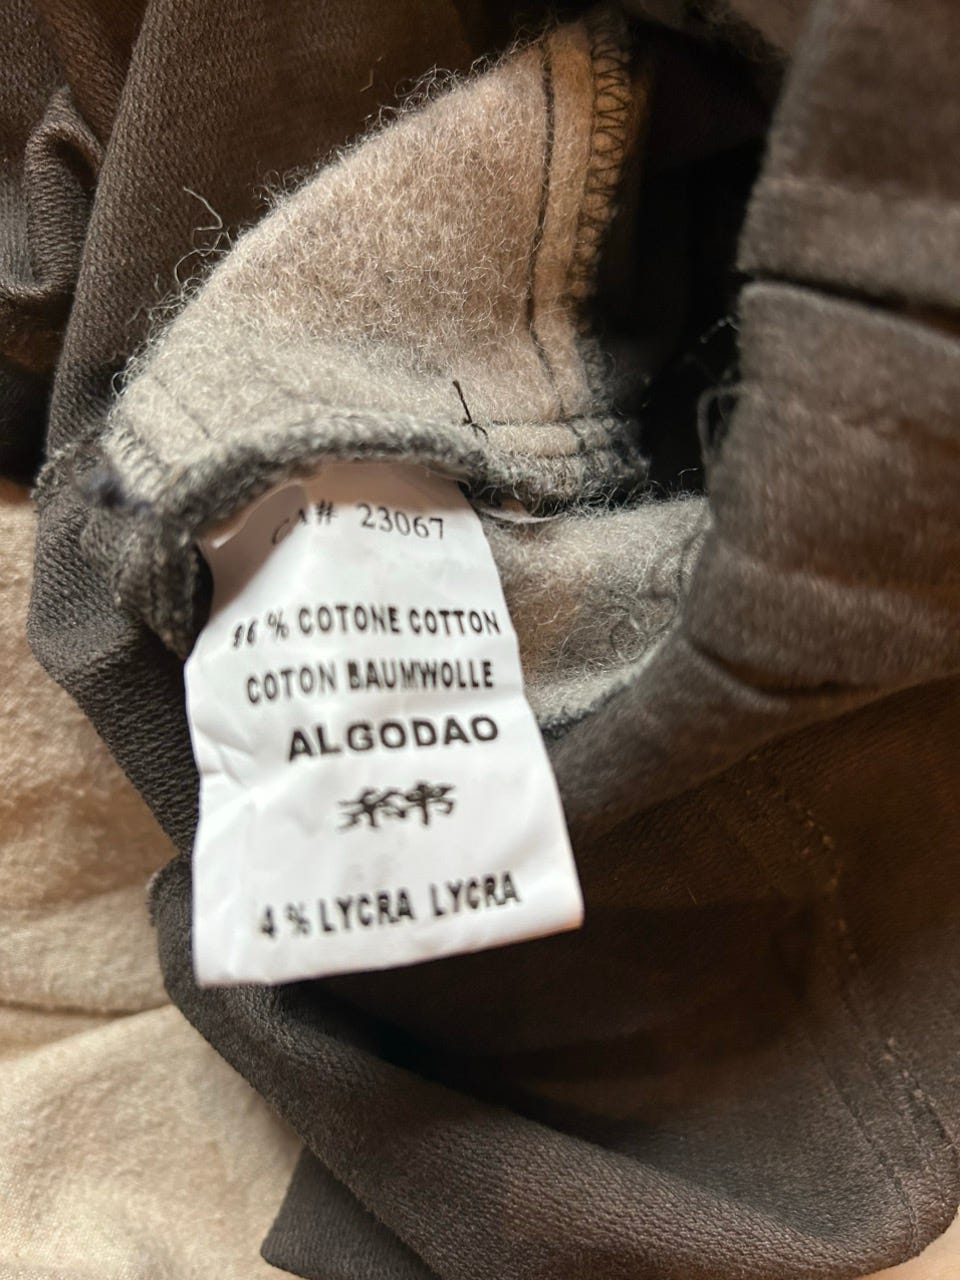 CA# 23067
96% COTONE COTTON
COTON BAUMWOLLE
ALGODAO
4% LYCRA LYCRA